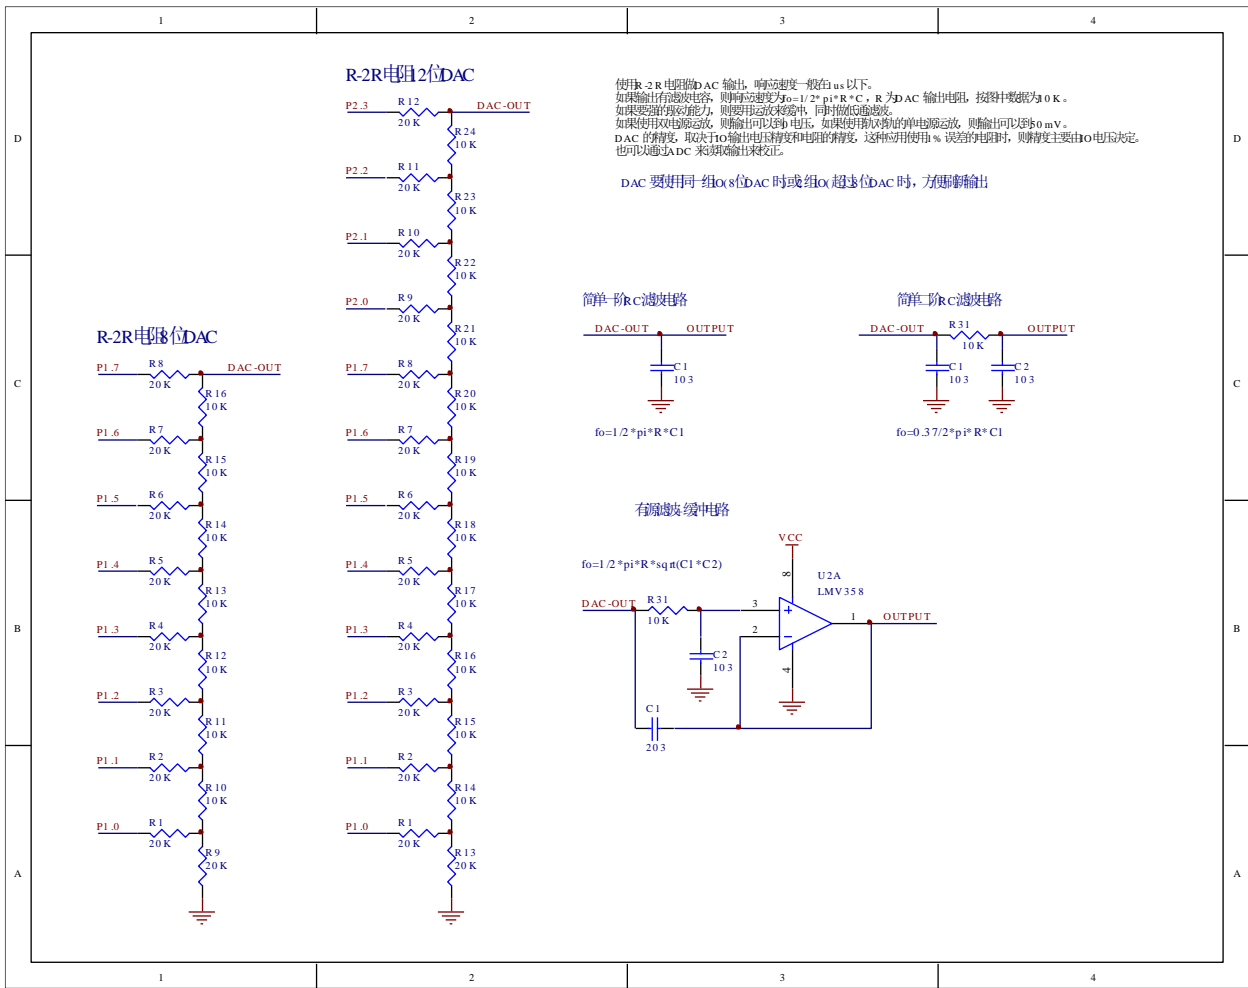 1
2
3
4
D
C
B
A
D
C
B
A
1
2
3
4
R-2R电阻12位DAC
P2.3
R12
20K
DAC-OUT
R24
10K
P2.2
R11
20K
R23
10K
P2.1
R10
20K
R22
10K
P2.0
R9
20K
R21
10K
P1.7
R8
20K
R20
10K
P1.6
R7
20K
R19
10K
P1.5
R6
20K
R18
10K
P1.4
R5
20K
R17
10K
P1.3
R4
20K
R16
10K
P1.2
R3
20K
R15
10K
P1.1
R2
20K
R14
10K
P1.0
R1
20K
R13
20K
R-2R电阻8位DAC
P1.7
R8
20K
DAC-OUT
R16
10K
P1.6
R7
20K
R15
10K
P1.5
R6
20K
R14
10K
P1.4
R5
20K
R13
10K
P1.3
R4
20K
R12
10K
P1.2
R3
20K
R11
10K
P1.1
R2
20K
R10
10K
P1.0
R1
20K
R9
20K
使用R-2R电阻做DAC输出，响应速度一般在1us以下。
如果输出有滤波电容，则响应速度为fo=1/2*pi*R*C，R为DAC输出电阻，按图中数据为10K。
如果要强的驱动能力，则要用运放来缓冲，同时做低通滤波。
如果使用双电源运放，则输出可以到0电压，如果使用轨对轨的单电源运放，则输出可以到50mV。
DAC的精度，取决于IO输出电压精度和电阻的精度，这种应用使用1%误差的电阻时，则精度主要由IO电压决定。
也可以通过ADC来读取输出来校正。
DAC要使用同一组IO(8位DAC时)或2组IO(超过8位DAC时，方便刷新输出
简单一阶RC滤波电路
DAC-OUT
OUTPUT
C1
103
fo=1/2*pi*R*C1
简单二阶RC滤波电路
DAC-OUT
R31
10K
OUTPUT
C1
103
C2
103
fo=0.37/2*pi*R*C1
有源滤波-缓冲电路
fo=1/2*pi*R*sqrt(C1*C2)
VCC
8
U2A
LMV358
DAC-OUT
R31
10K
3
2
1
OUTPUT
4
C2
103
C1
203